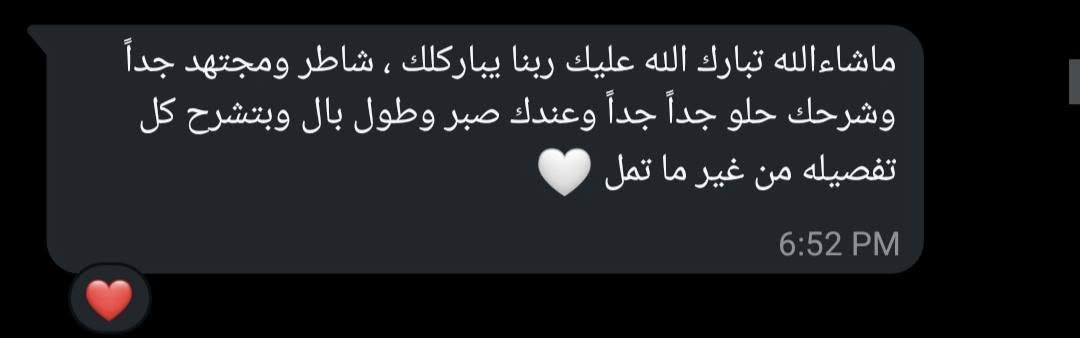 ماشاءالله تبارك الله عليك ربنا يباركلك ، شاطر ومجتهد جداً
وشرحك حلو جداً جداً وعندك صبر وطول بال وبتشرح كل
تفصيله من غير ما تمل 🤍
6:52 PM
❤️